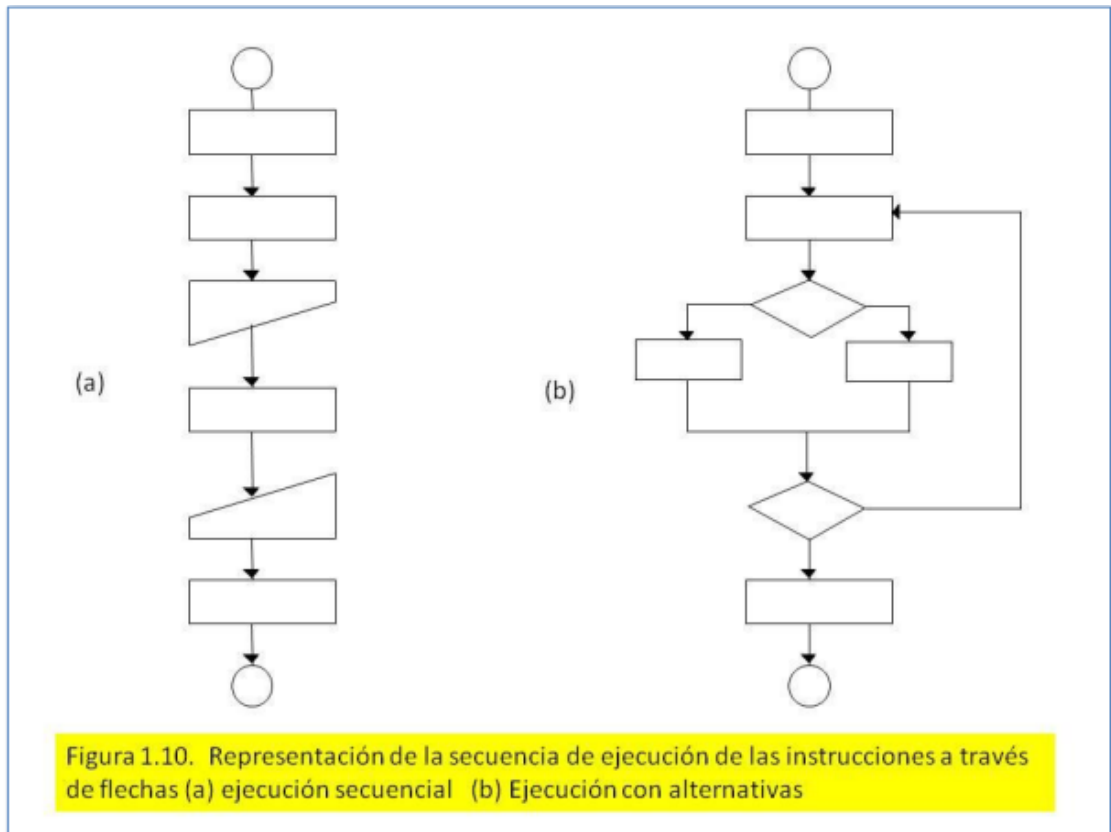 (a)
(b)
Figura 1.10. Representación de la secuencia de ejecución de las instrucciones a través
de flechas (a) ejecución secuencial (b) Ejecución con alternativas